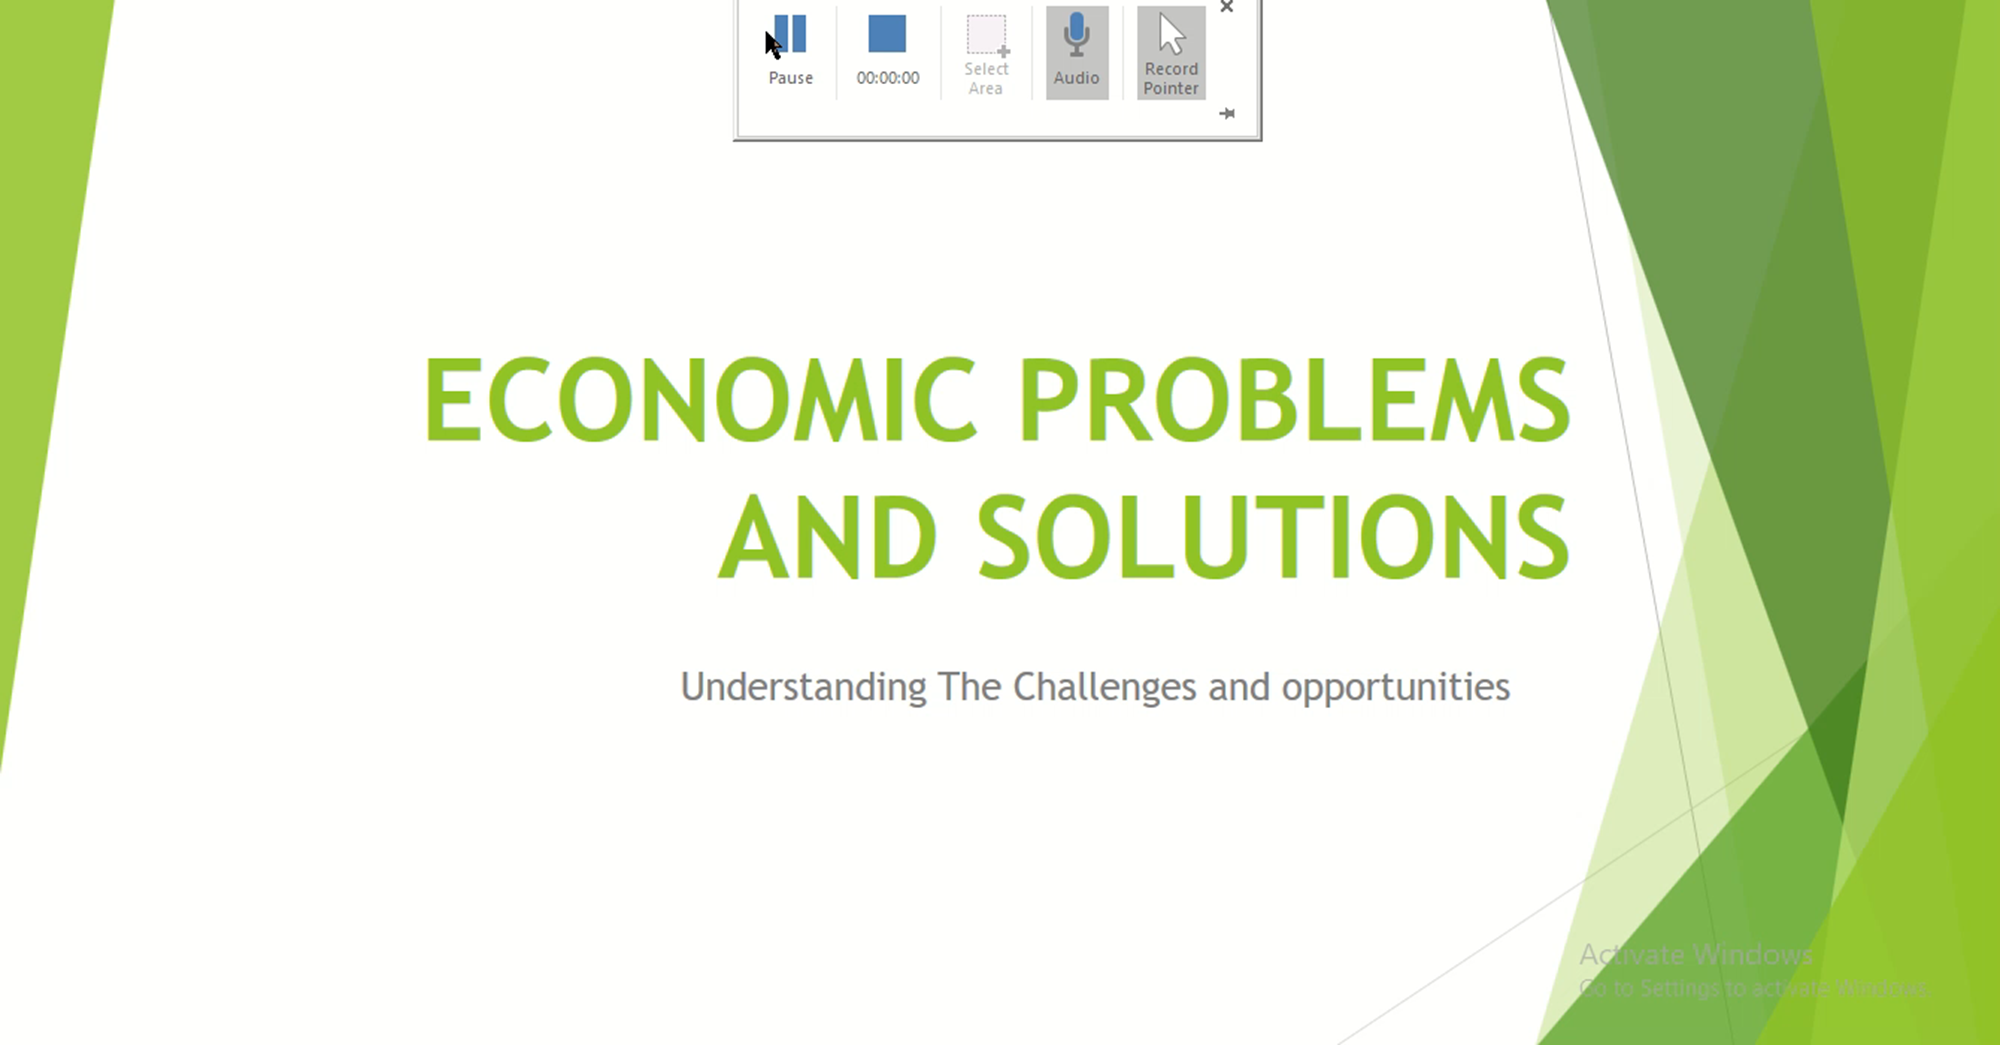 Pause
00:00:00
Select
Area
Audio
Record
Pointer
ECONOMIC PROBLEMS
AND SOLUTIONS
Understanding The Challenges and opportunities
Activate Windows
Go to Settings to activate Windows.